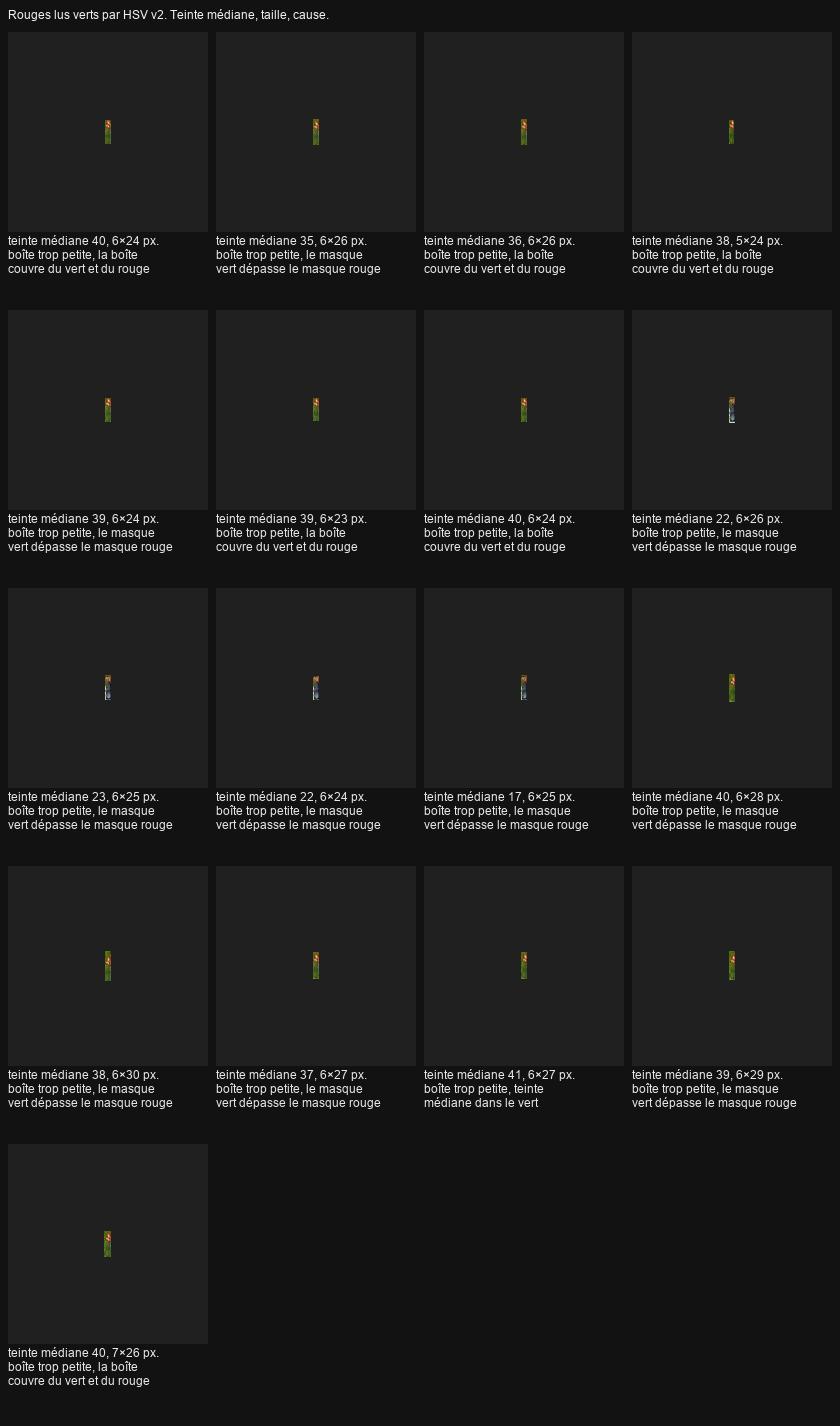 Rouges lus verts par HSV v2. Teinte médiane, taille, cause.
teinte médiane 40, 6×24 px.
boîte trop petite, la boîte
couvre du vert et du rouge
teinte médiane 35, 6×26 px.
boîte trop petite, le masque
vert dépasse le masque rouge
teinte médiane 36, 6×26 px.
boîte trop petite, la boîte
couvre du vert et du rouge
teinte médiane 38, 5×24 px.
boîte trop petite, la boîte
couvre du vert et du rouge
teinte médiane 39, 6×24 px.
boîte trop petite, le masque
vert dépasse le masque rouge
teinte médiane 39, 6×23 px.
boîte trop petite, la boîte
couvre du vert et du rouge
teinte médiane 40, 6×24 px.
boîte trop petite, la boîte
couvre du vert et du rouge
teinte médiane 22, 6×26 px.
boîte trop petite, le masque
vert dépasse le masque rouge
teinte médiane 23, 6×25 px.
boîte trop petite, le masque
vert dépasse le masque rouge
teinte médiane 22, 6×24 px.
boîte trop petite, le masque
vert dépasse le masque rouge
teinte médiane 17, 6×25 px.
boîte trop petite, le masque
vert dépasse le masque rouge
teinte médiane 40, 6×28 px.
boîte trop petite, le masque
vert dépasse le masque rouge
teinte médiane 38, 6×30 px.
boîte trop petite, le masque
vert dépasse le masque rouge
teinte médiane 37, 6×27 px.
boîte trop petite, le masque
vert dépasse le masque rouge
teinte médiane 41, 6×27 px.
boîte trop petite, teinte
médiane dans le vert
teinte médiane 39, 6×29 px.
boîte trop petite, le masque
vert dépasse le masque rouge
teinte médiane 40, 7×26 px.
boîte trop petite, la boîte
couvre du vert et du rouge